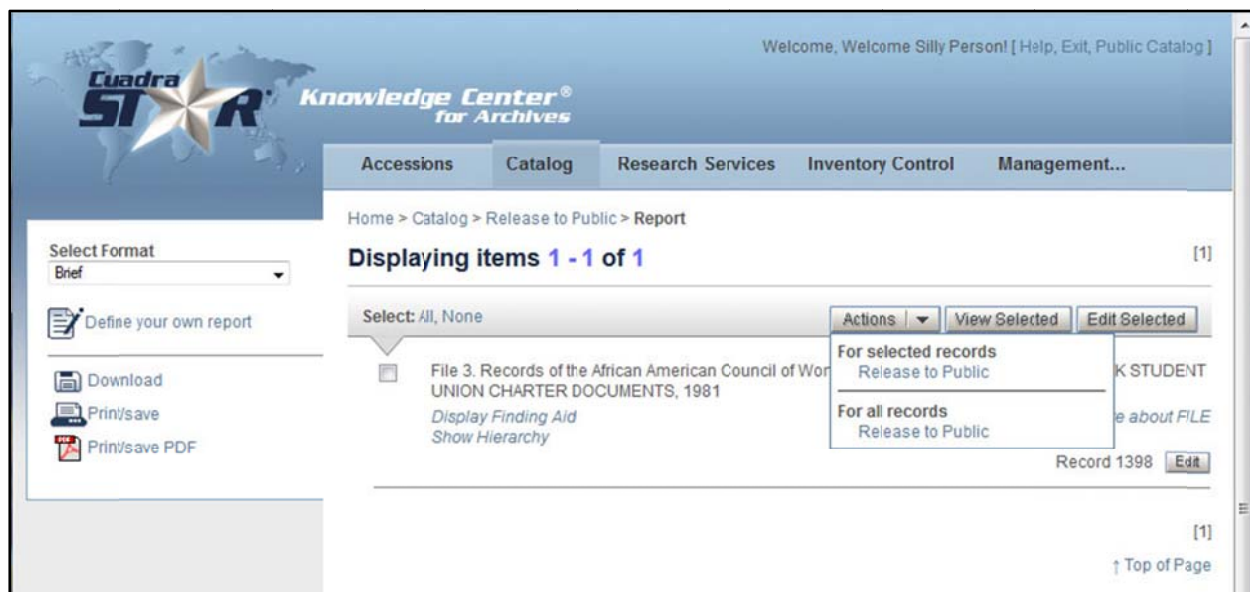 Welcome, Welcome Silly Person! [ Help, Exit, Public Catalog ]
Cuadra
STAR
Knowledge Center®
for Archives
Accessions Catalog Research Services Inventory Control Management...
Home > Catalog > Release to Public > Report
Select Format
Brief
Define your own report
Download
Print/save
Print/save PDF
Displaying items 1 - 1 of 1 [1]
Select: All, None
Actions View Selected Edit Selected
For selected records
Release to Public
For all records
Release to Public
File 3. Records of the African American Council of K STUDENT
UNION CHARTER DOCUMENTS, 1981
Display Finding Aid about FILE
Show Hierarchy
Record 1398 Edit
[1]
↑ Top of Page